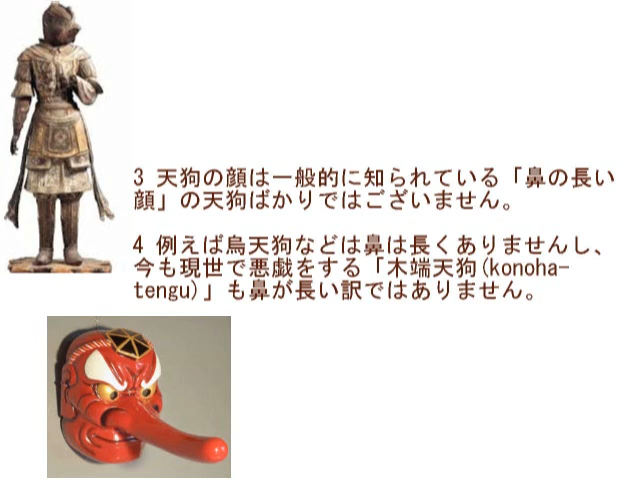 3 天狗の顔は一般的に知られている「鼻の長い
顔」の天狗ばかりではございません。
4 例えば烏天狗などは鼻は長くありませんし、
今も現世で悪戯をする「木端天狗(konoha-
tengu)」も鼻が長い訳ではありません。